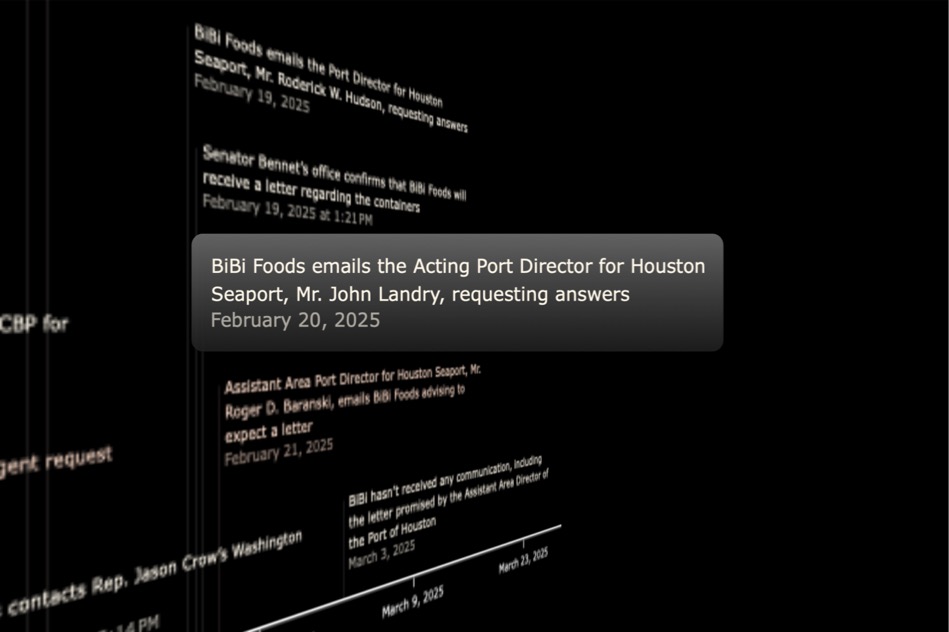 BiBi Foods emails the Port Director for Houston
Seaport, Mr. Roderick W. Hudson, requesting answers
February 19, 2025
Senator Bennet's office confirms that BiBi Foods will
receive a letter regarding the containers
February 19, 2025 at 1:21 PM
BiBi Foods emails the Acting Port Director for Houston
Seaport, Mr. John Landry, requesting answers
February 20, 2025
CBP for
Assistant Area Port Director for Houston Seaport, Mr.
Roger D. Baranski, emails BiBi Foods advising to
expect a letter
February 21, 2025
gent request
BiBi hasn't received any communication, including
the letter promised by the Assistant Area Director of
the Port of Houston
March 3, 2025
contacts Rep. Jason Crow's Washington
14 PM
March 9, 2025
March 23, 2025